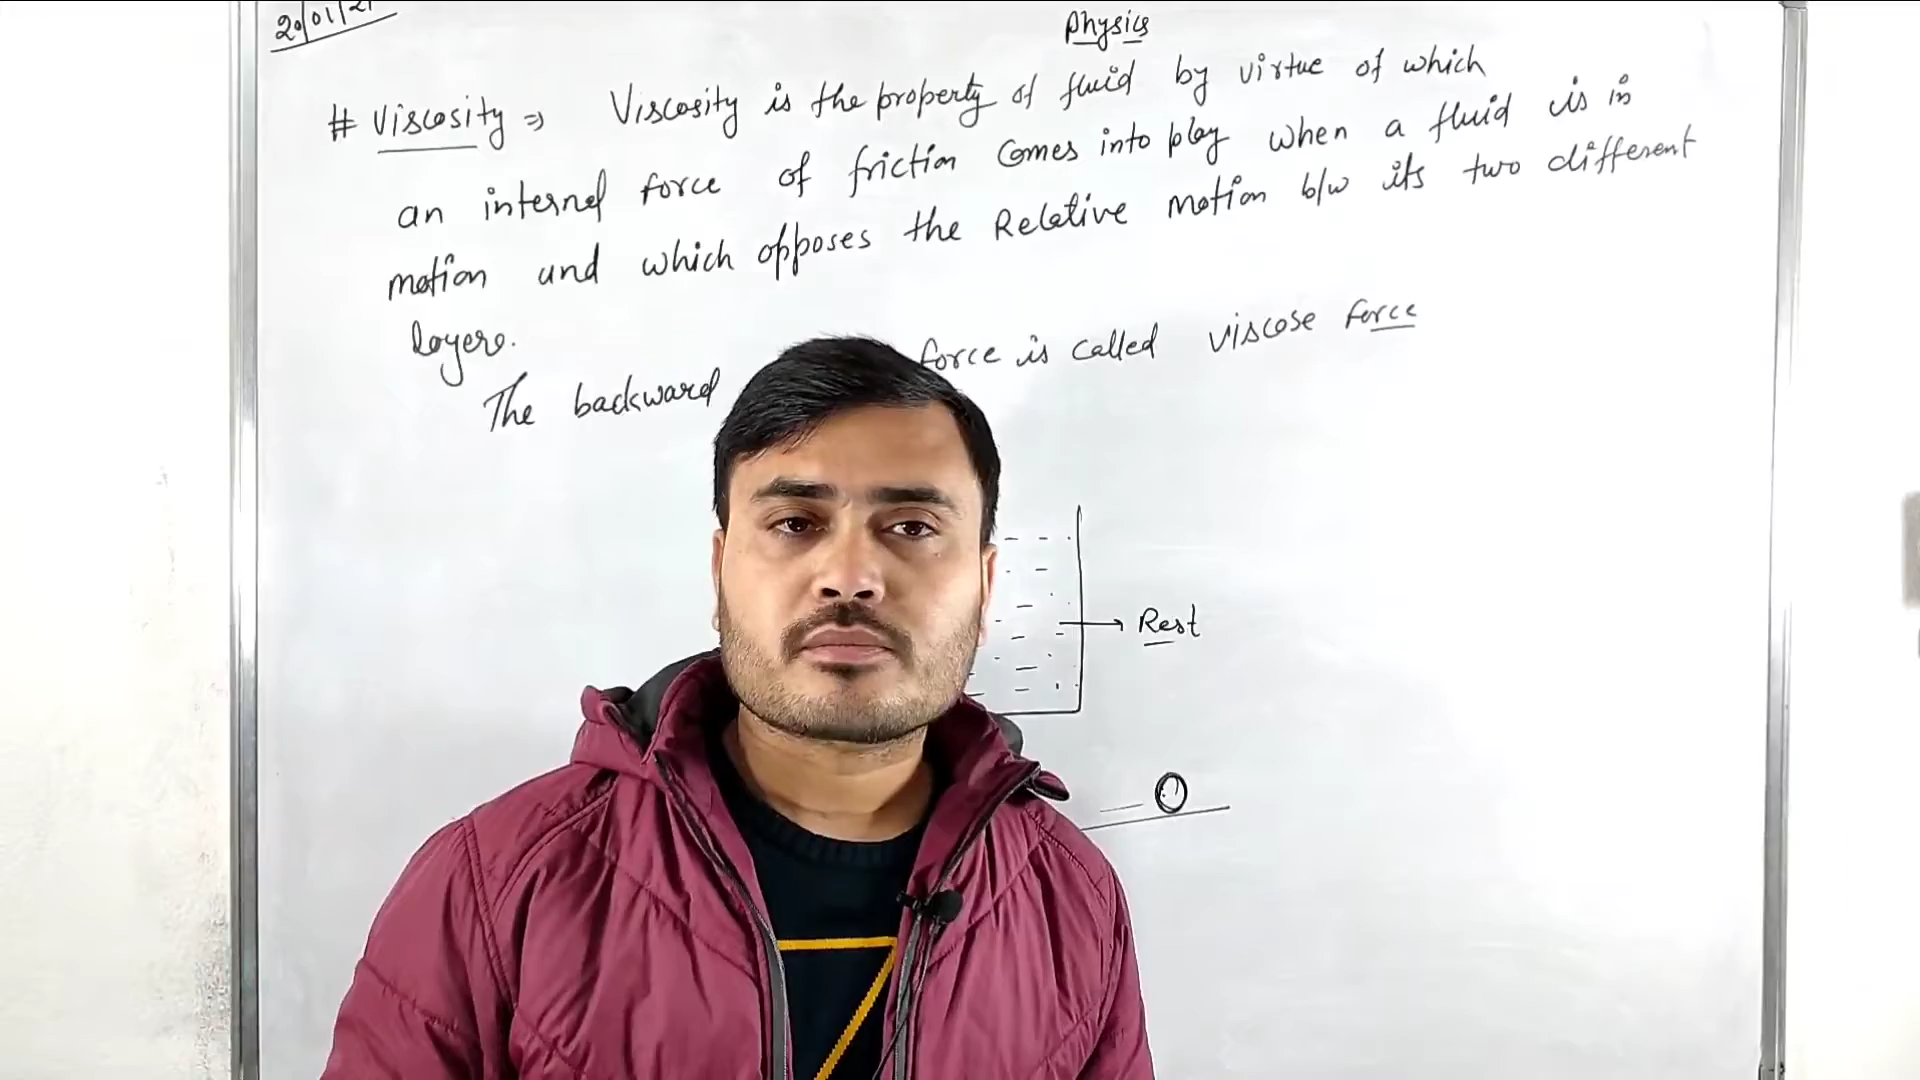 20/01/21
Physics
# Viscosity ⇒ Viscosity is the property of fluid by virtue of which
an internal force of friction comes into play when a fluid is in
motion and which opposes the Relative motion b/w its two different
layers.
The backward force is called viscose force
Rest